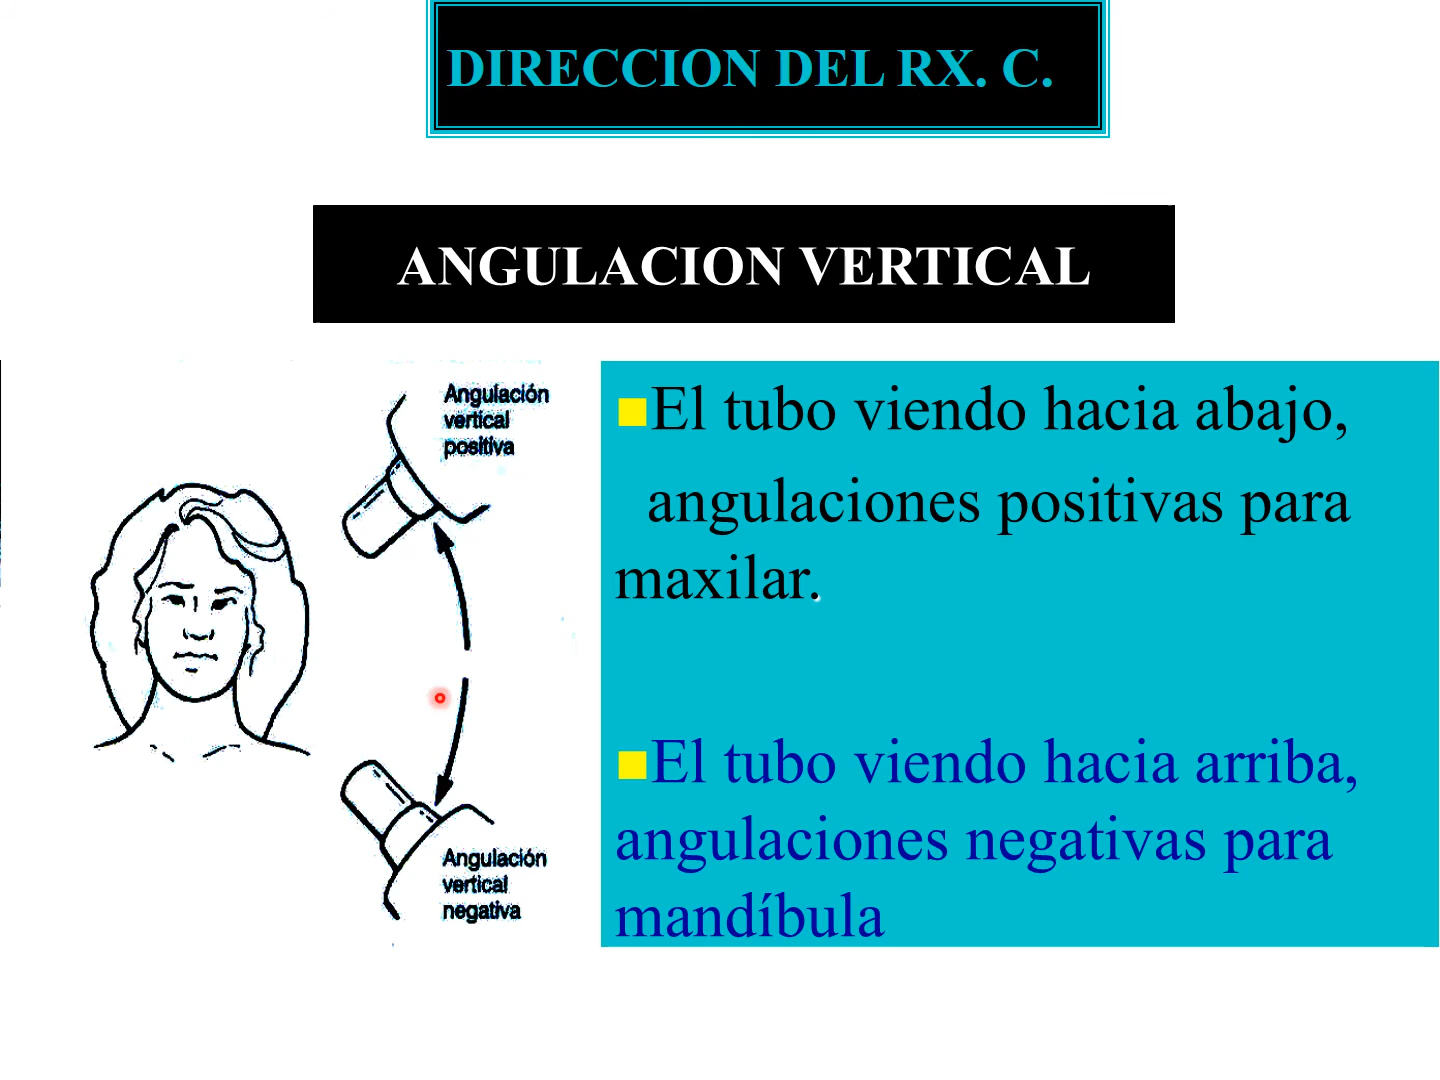 DIRECCION DEL RX. C.
ANGULACION VERTICAL
Angulación
vertical
positiva
Angulación
vertical
negativa
El tubo viendo hacia abajo,
angulaciones positivas para
maxilar.
El tubo viendo hacia arriba,
angulaciones negativas para
mandíbula